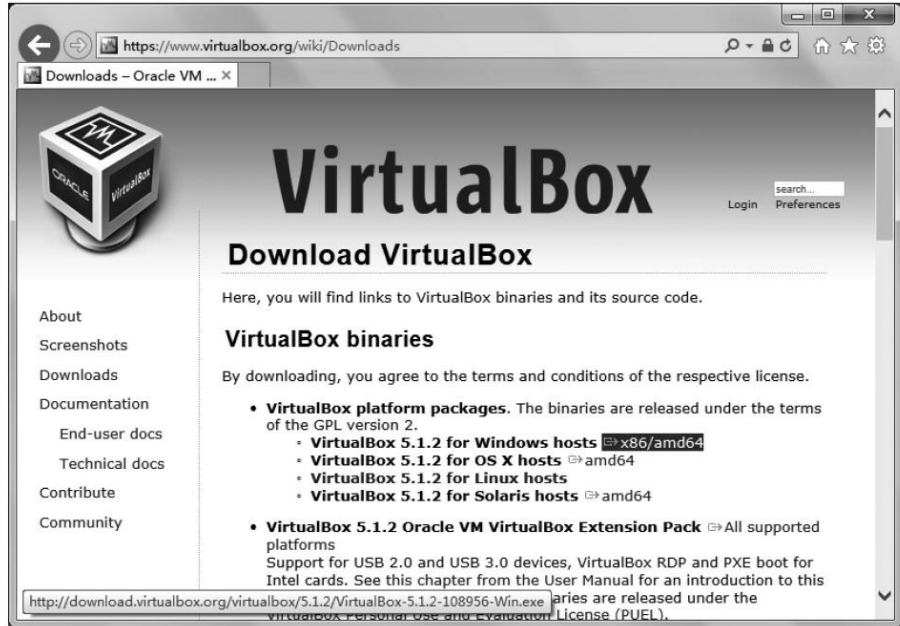 https://www.virtualbox.org/wiki/Downloads
Downloads – Oracle VM ...
ORACLE
VirtualBox
VirtualBox
search...
Login Preferences
Download VirtualBox
Here, you will find links to VirtualBox binaries and its source code.
About
Screenshots
Downloads
Documentation
End-user docs
Technical docs
Contribute
Community
VirtualBox binaries
By downloading, you agree to the terms and conditions of the respective license.
• VirtualBox platform packages. The binaries are released under the terms
of the GPL version 2.
◦ VirtualBox 5.1.2 for Windows hosts x86/amd64
◦ VirtualBox 5.1.2 for OS X hosts amd64
◦ VirtualBox 5.1.2 for Linux hosts
◦ VirtualBox 5.1.2 for Solaris hosts amd64
• VirtualBox 5.1.2 Oracle VM VirtualBox Extension Pack All supported
platforms
Support for USB 2.0 and USB 3.0 devices, VirtualBox RDP and PXE boot for
Intel cards. See this chapter from the User Manual for an introduction to this
aries are released under the
VirtualBox Personal Use and Evaluation License (PUEL).
http://download.virtualbox.org/virtualbox/5.1.2/VirtualBox-5.1.2-108956-Win.exe